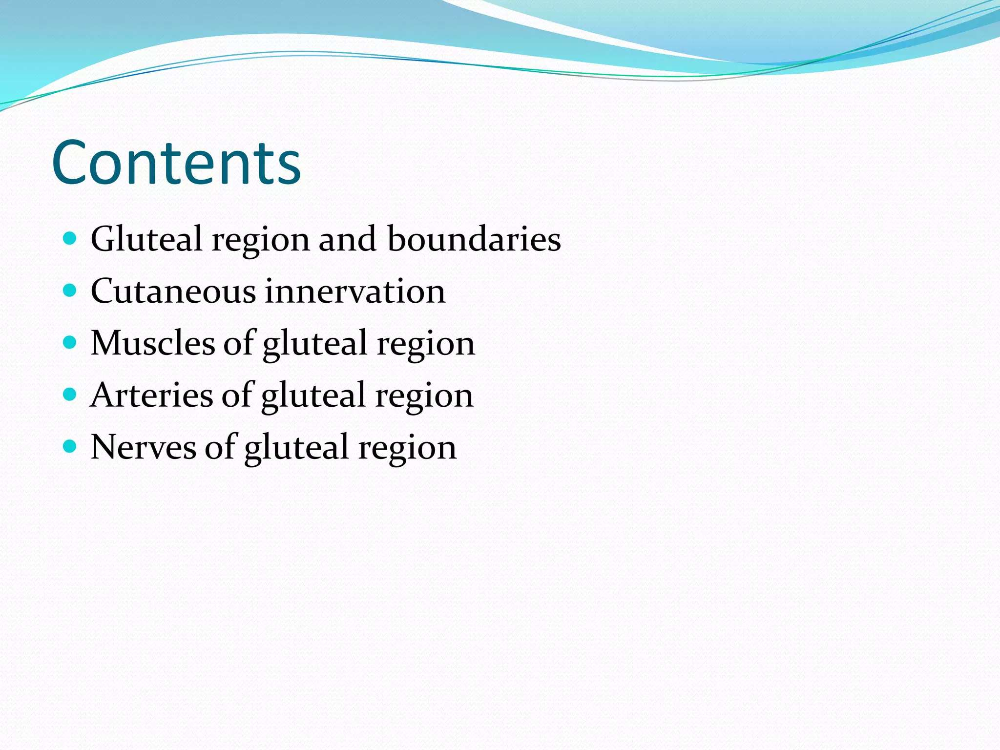 Contents
• Gluteal region and boundaries
• Cutaneous innervation
• Muscles of gluteal region
• Arteries of gluteal region
• Nerves of gluteal region